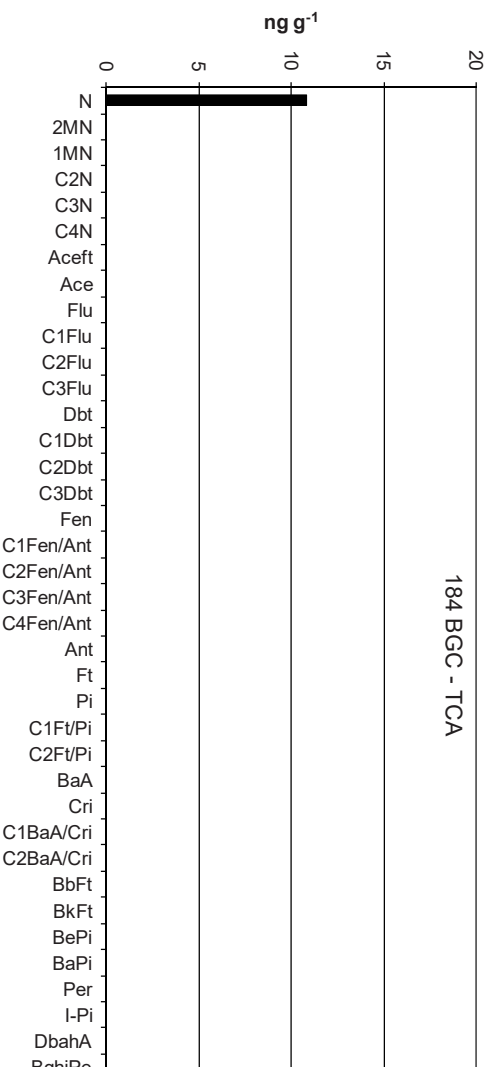 ng g-1
0
5
10
15
20
N
2MN
1MN
C2N
C3N
C4N
Aceft
Ace
Flu
C1Flu
C2Flu
C3Flu
Dbt
C1Dbt
C2Dbt
C3Dbt
Fen
C1Fen/Ant
C2Fen/Ant
C3Fen/Ant
C4Fen/Ant
Ant
Ft
Pi
C1Ft/Pi
C2Ft/Pi
BaA
Cri
C1BaA/Cri
C2BaA/Cri
BbFt
BkFt
BePi
BaPi
Per
I-Pi
DbahA
184 BGC - TCA